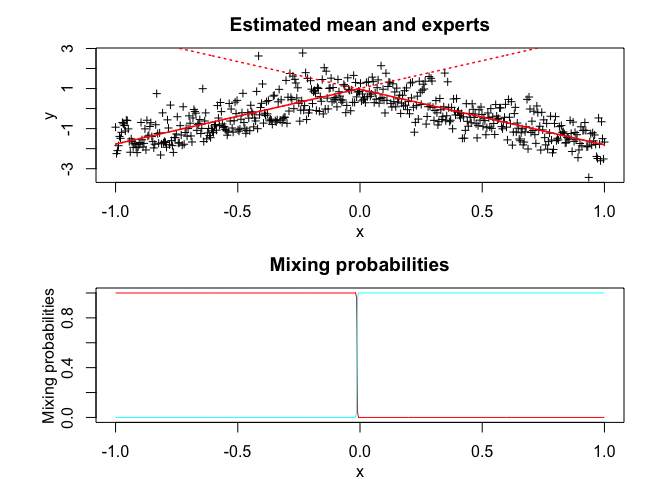 Estimated mean and experts
3
1
-1
-3
y
-1.0 -0.5 0.0 0.5 1.0
x
Mixing probabilities
0.8
0.4
0.0
Mixing probabilities
-1.0 -0.5 0.0 0.5 1.0
x